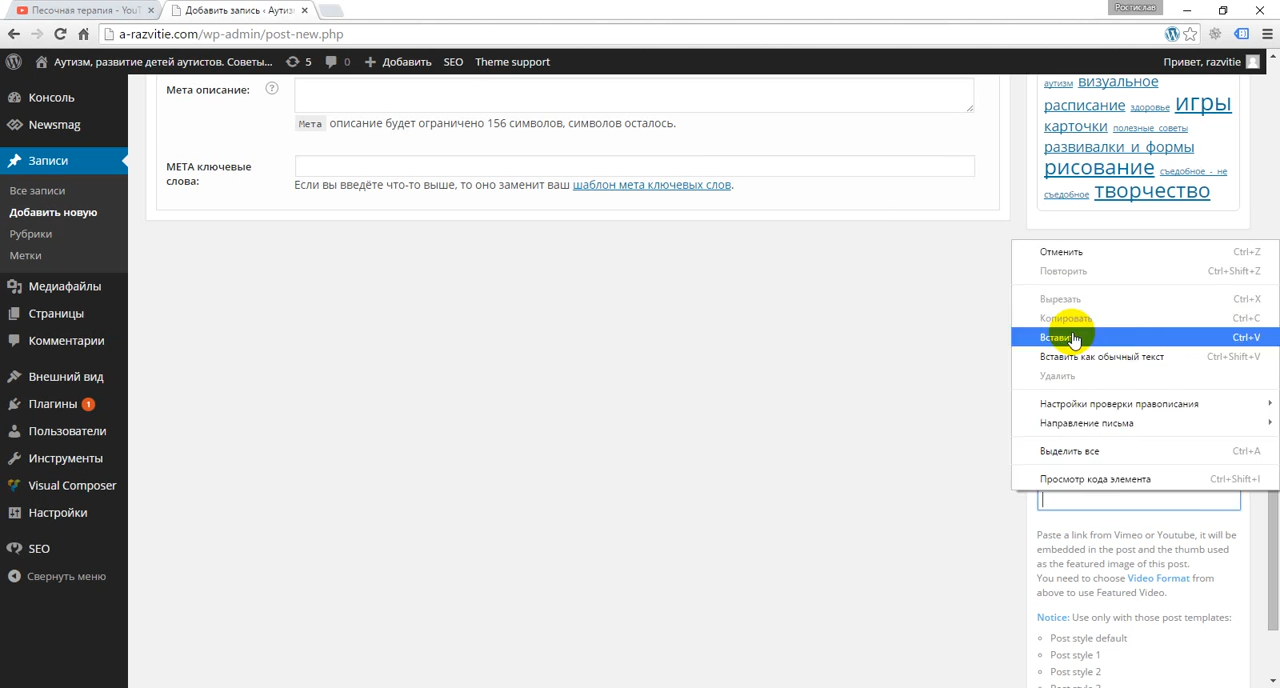 Песочная терапия - YouT
Добавить запись ‹ Аутиз
Ростислав
a-razvitie.com/wp-admin/post-new.php
Аутизм, развитие детей аутистов. Советы... 5 0 Добавить SEO Theme support
Привет, razvitie
Консоль
Newsmag
Записи
Все записи
Добавить новую
Рубрики
Метки
Медиафайлы
Страницы
Комментарии
Внешний вид
Плагины 1
Пользователи
Инструменты
Visual Composer
Настройки
SEO
Свернуть меню
Мета описание: ?
Мета описание будет ограничено 156 символов, символов осталось.
МЕТА ключевые
слова:
Если вы введёте что-то выше, то оно заменит ваш шаблон мета ключевых слов.
аутизм визуальное
расписание здоровье игры
карточки полезные советы
развивалки и формы
рисование съедобное - не
съедобное творчество
Отменить Ctrl+Z
Повторить Ctrl+Shift+Z
Вырезать Ctrl+X
Копировать Ctrl+C
Вставить Ctrl+V
Вставить как обычный текст Ctrl+Shift+V
Удалить
Настройки проверки правописания
Направление письма
Выделить все Ctrl+A
Просмотр кода элемента Ctrl+Shift+I
Paste a link from Vimeo or Youtube, it will be
embedded in the post and the thumb used
as the featured image of this post.
You need to choose Video Format from
above to use Featured Video.
Notice: Use only with those post templates:
Post style default
Post style 1
Post style 2